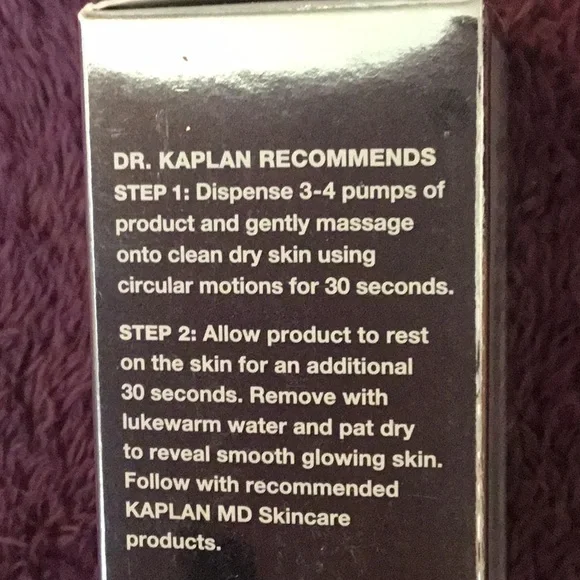 DR. KAPLAN RECOMMENDS
STEP 1: Dispense 3-4 pumps of
product and gently massage
onto clean dry skin using
circular motions for 30 seconds.
STEP 2: Allow product to rest
on the skin for an additional
30 seconds. Remove with
lukewarm water and pat dry
to reveal smooth glowing skin.
Follow with recommended
KAPLAN MD Skincare
products.